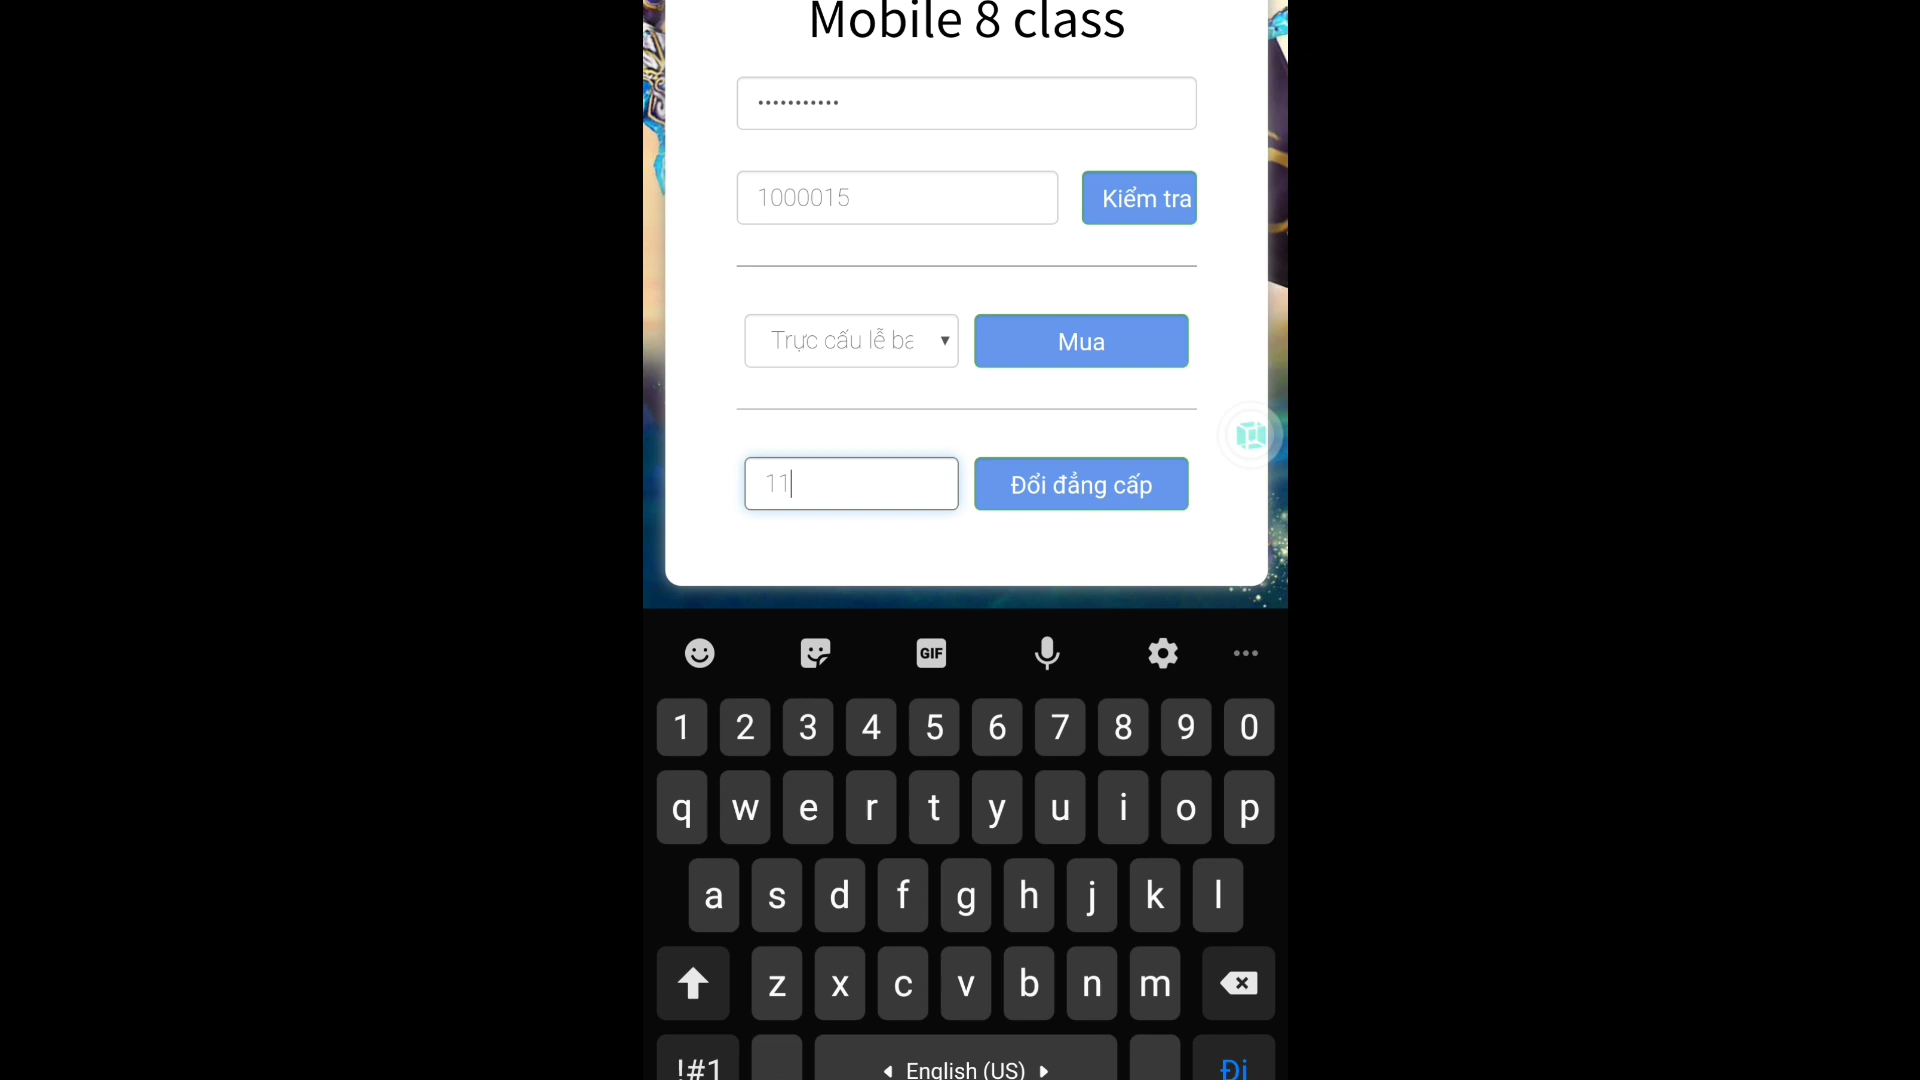 Mobile 8 class
•••••••••••
1000015
Kiểm tra
Trực cấu lễ ba
Mua
11
Đổi đẳng cấp
GIF
1 2 3 4 5 6 7 8 9 0
q w e r t y u i o p
a s d f g h j k l
z x c v b n m
!#1
English (US)
Đi